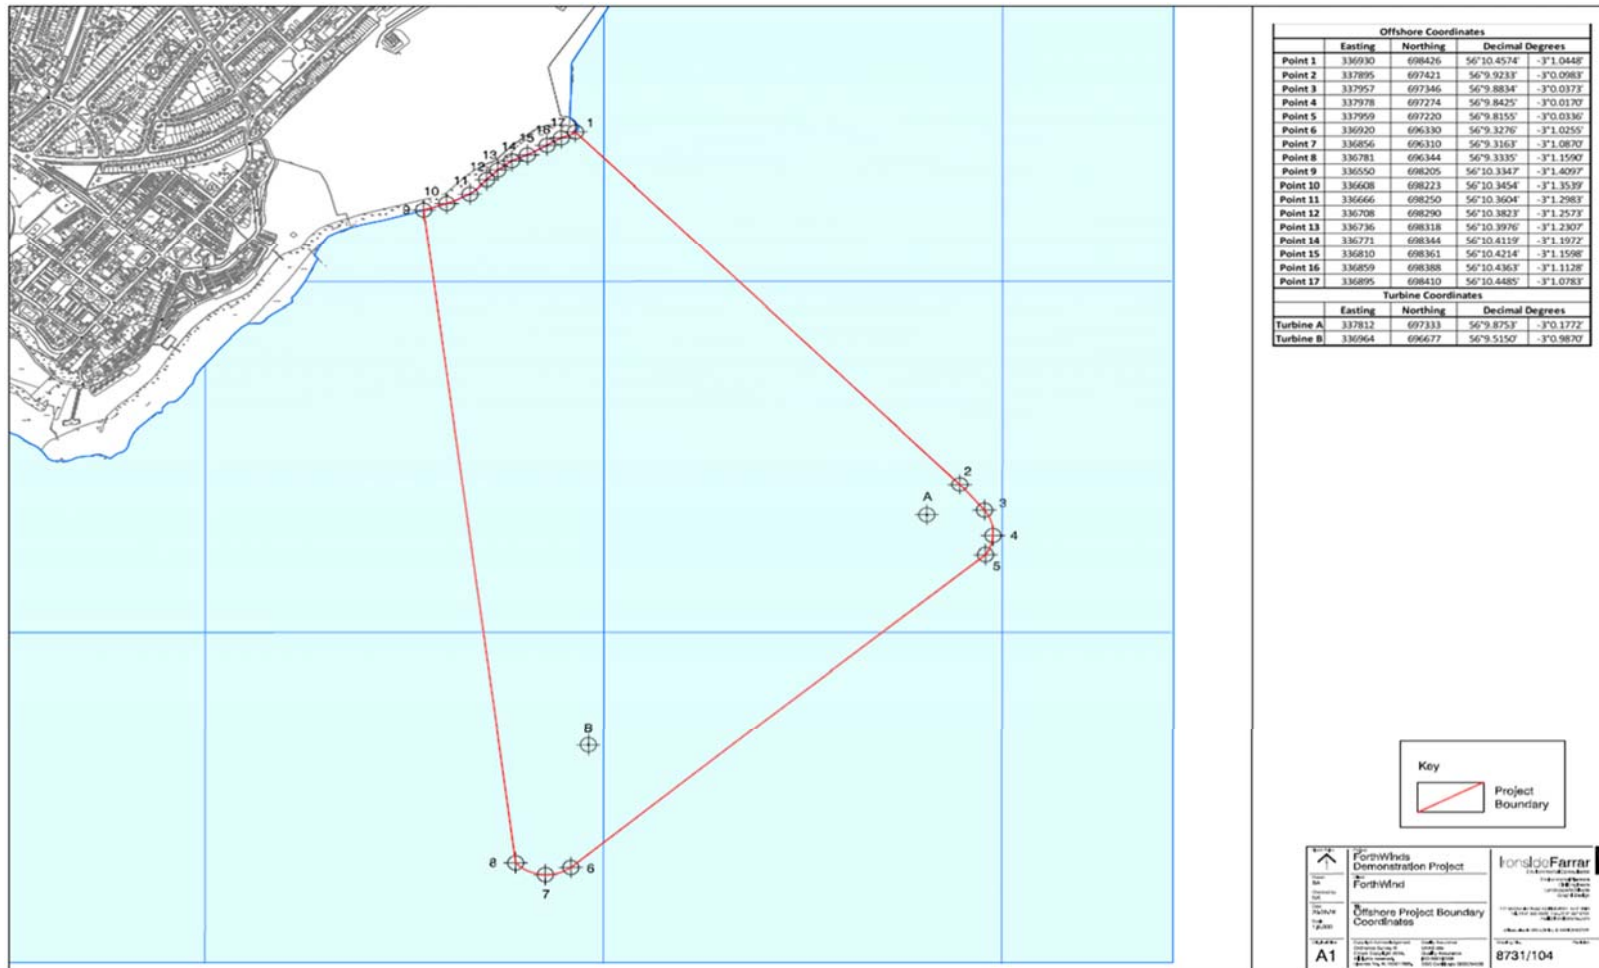 Offshore Coordinates
Easting Northing Decimal Degrees
Point 1 336930 698426 56°10.4574' -3°1.0448'
Point 2 337895 697421 56°9.9233' -3°0.0983'
Point 3 337957 697346 56°9.8834' -3°0.0373'
Point 4 337978 697274 56°9.8425' -3°0.0170'
Point 5 337959 697220 56°9.8155' -3°0.0336'
Point 6 336920 696330 56°9.3276' -3°1.0255'
Point 7 336856 696310 56°9.3163' -3°1.0870'
Point 8 336781 696344 56°9.3335' -3°1.1590'
Point 9 336550 698205 56°10.3347' -3°1.4097'
Point 10 336608 698223 56°10.3454' -3°1.3539'
Point 11 336666 698250 56°10.3604' -3°1.2983'
Point 12 336708 698290 56°10.3823' -3°1.2573'
Point 13 336736 698318 56°10.3976' -3°1.2307'
Point 14 336771 698344 56°10.4119' -3°1.1972'
Point 15 336810 698361 56°10.4214' -3°1.1598'
Point 16 336859 698388 56°10.4363' -3°1.1128'
Point 17 336895 698410 56°10.4485' -3°1.0783'
Turbine Coordinates
Easting Northing Decimal Degrees
Turbine A 337812 697333 56°9.8753' -3°0.1772'
Turbine B 336964 696677 56°9.5150' -3°0.9870'
1
17
15
14
13
12
11
10
9
2
A
3
4
5
B
8
6
7
Key
Project
Boundary
ForthWinds
Demonstration Project
ForthWind
Offshore Project Boundary
Coordinates
IronsideFarrar
A1
8731/104